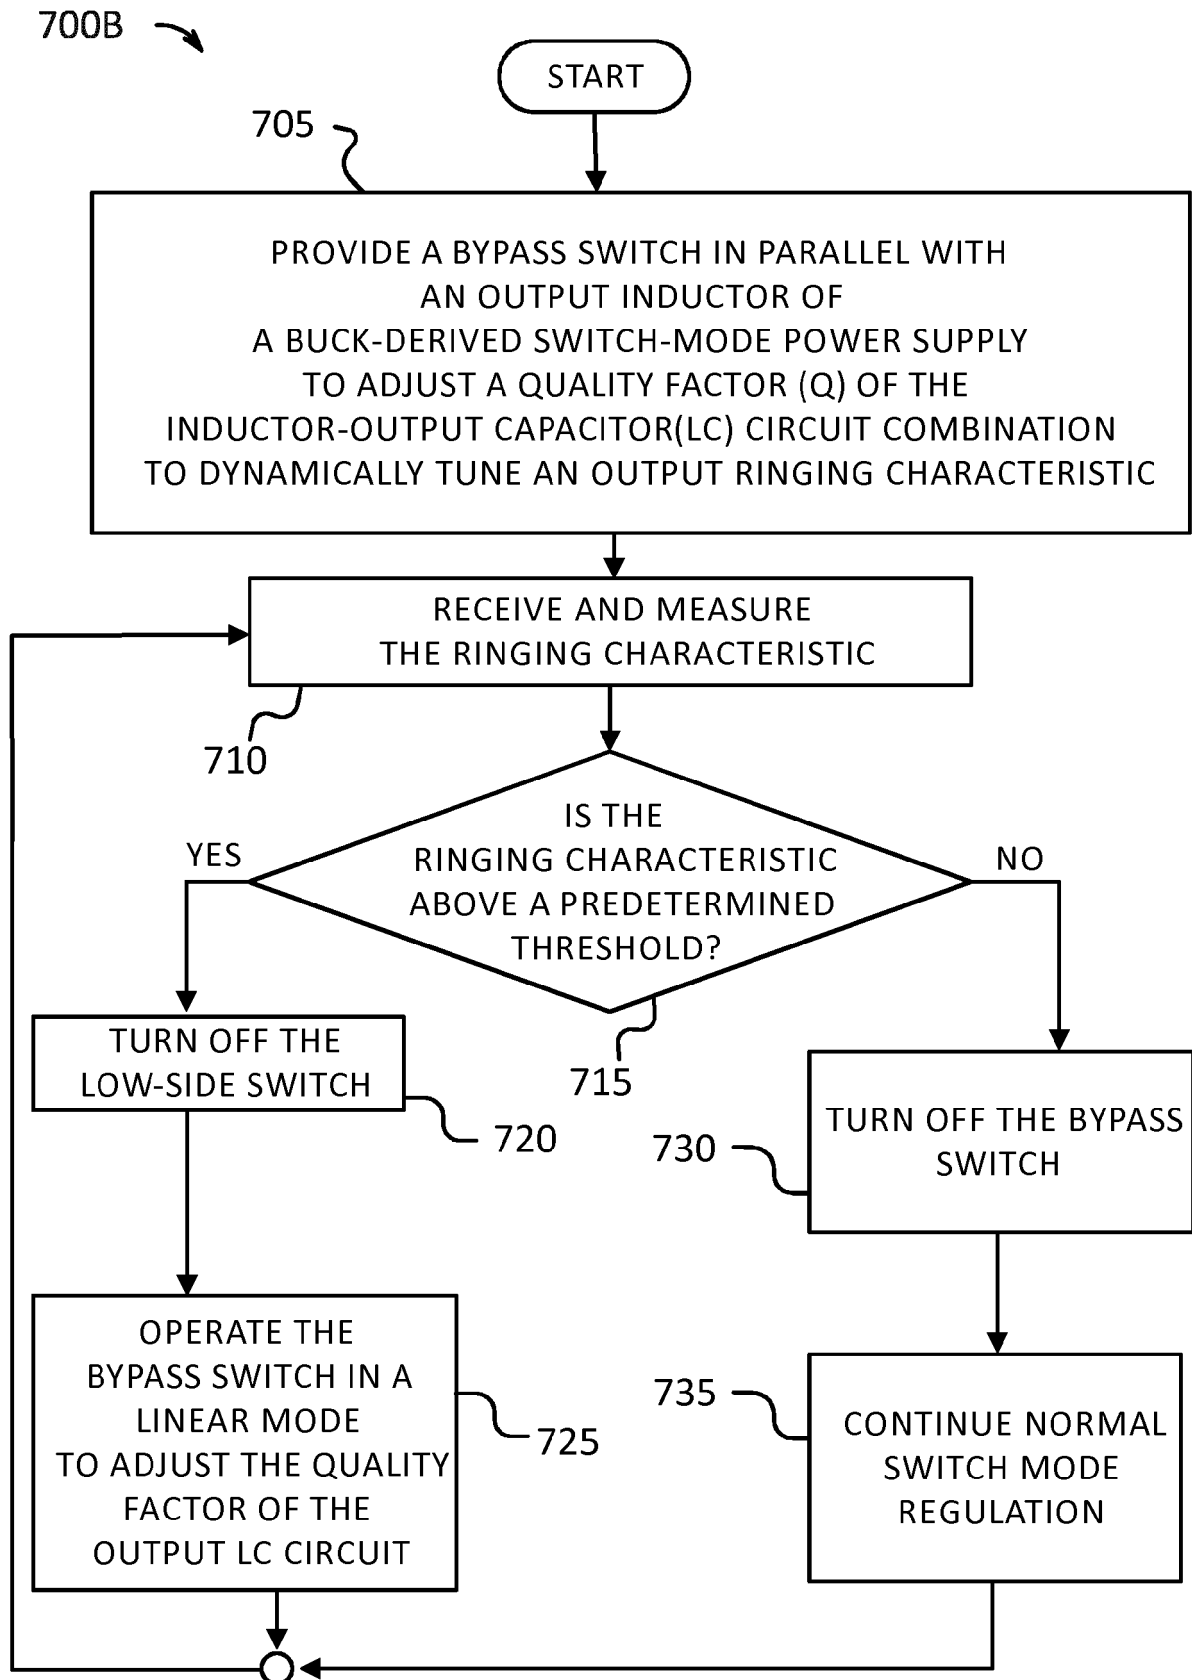 700B
START
705
PROVIDE A BYPASS SWITCH IN PARALLEL WITH
AN OUTPUT INDUCTOR OF
A BUCK-DERIVED SWITCH-MODE POWER SUPPLY
TO ADJUST A QUALITY FACTOR (Q) OF THE
INDUCTOR-OUTPUT CAPACITOR(LC) CIRCUIT COMBINATION
TO DYNAMICALLY TUNE AN OUTPUT RINGING CHARACTERISTIC
RECEIVE AND MEASURE
THE RINGING CHARACTERISTIC
710
IS THE
RINGING CHARACTERISTIC
ABOVE A PREDETERMINED
THRESHOLD?
YES
NO
715
TURN OFF THE
LOW-SIDE SWITCH
720
OPERATE THE
BYPASS SWITCH IN A
LINEAR MODE
TO ADJUST THE QUALITY
FACTOR OF THE
OUTPUT LC CIRCUIT
725
730
TURN OFF THE BYPASS
SWITCH
735
CONTINUE NORMAL
SWITCH MODE
REGULATION